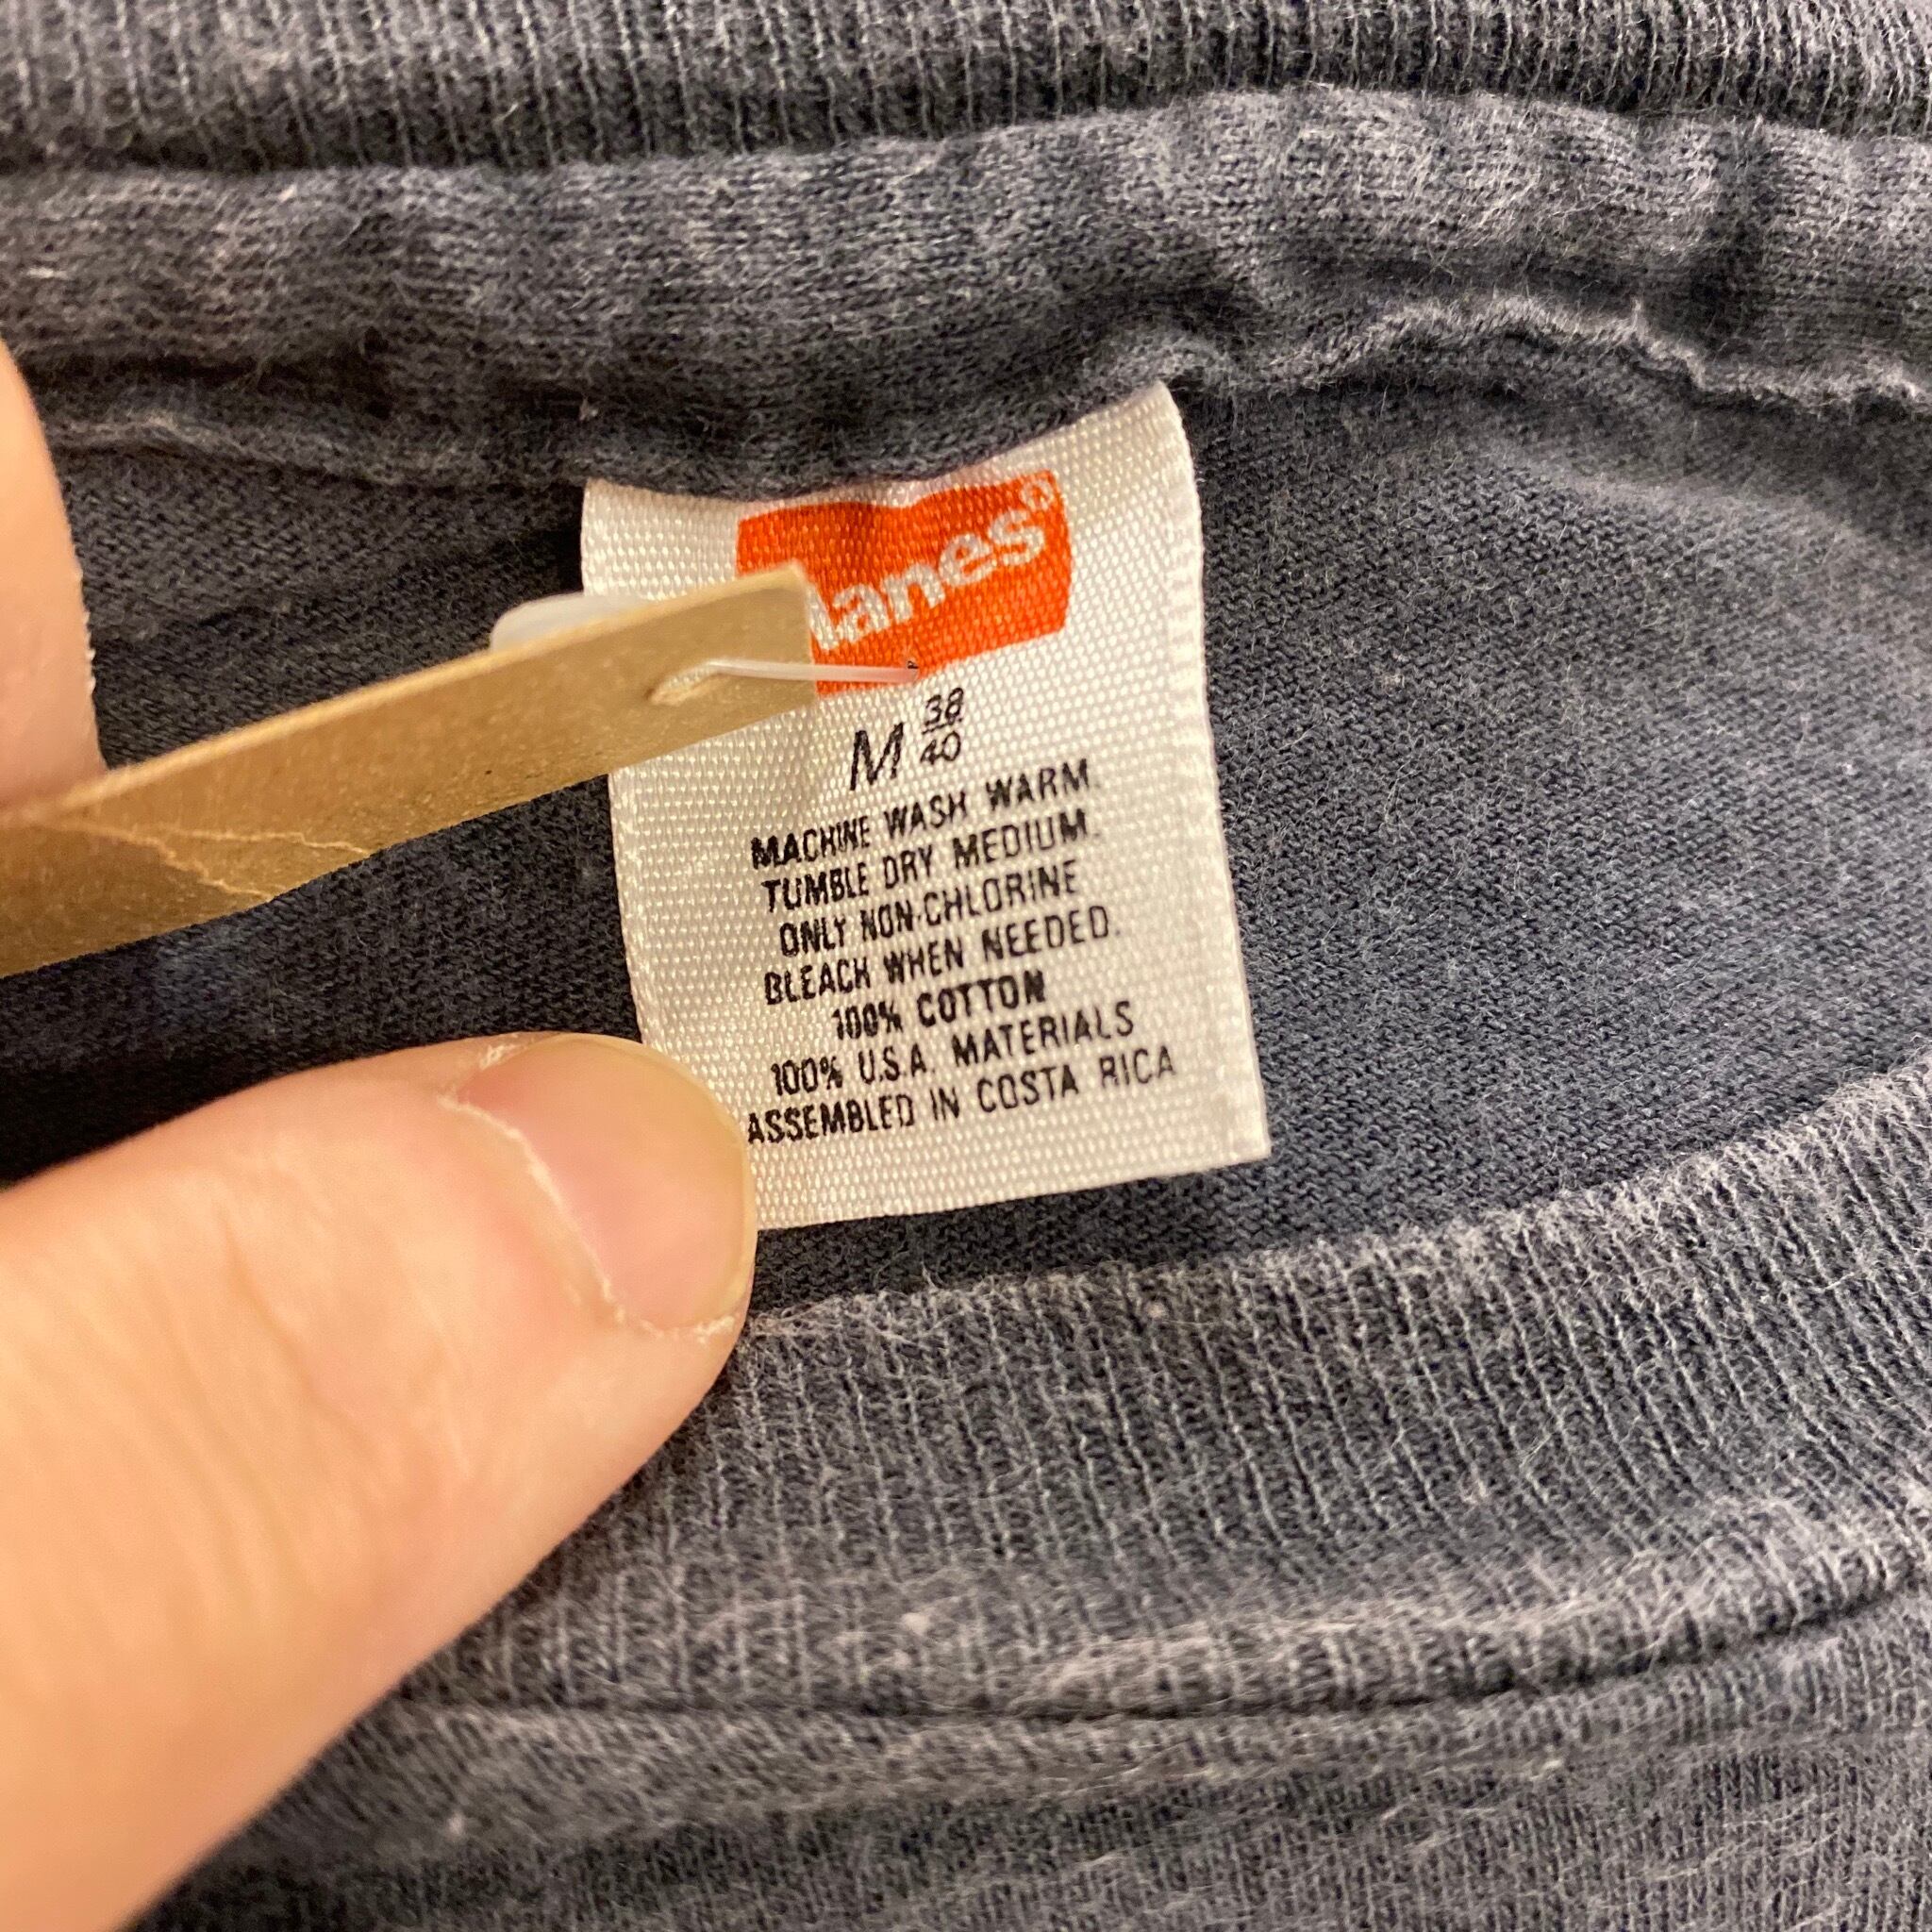 Hanes®
M 38/40
MACHINE WASH WARM.
TUMBLE DRY MEDIUM.
ONLY NON-CHLORINE
BLEACH WHEN NEEDED.
100% COTTON
100% U.S.A. MATERIALS
ASSEMBLED IN COSTA RICA